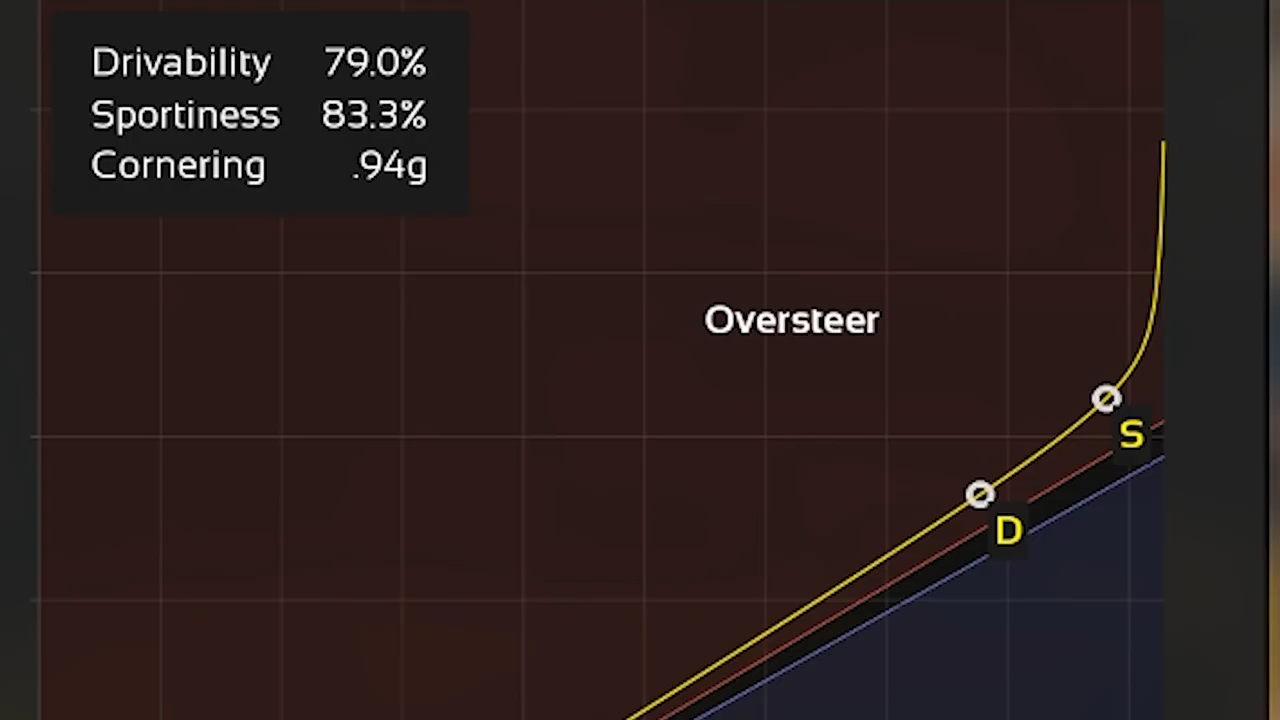 Drivability 79.0%
Sportiness 83.3%
Cornering .94g
Oversteer
S
D